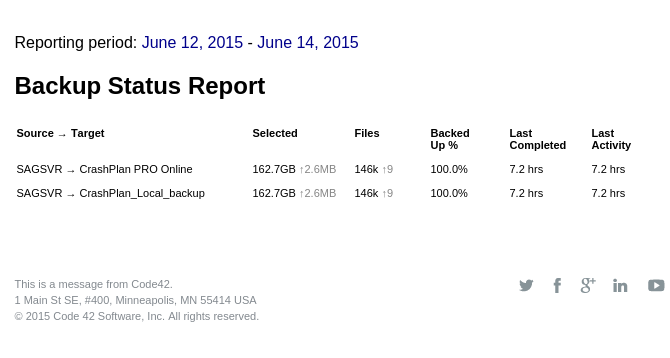 Reporting period: June 12, 2015 - June 14, 2015
Backup Status Report
Source → Target Selected Files Backed Up % Last Completed Last Activity
SAGSVR → CrashPlan PRO Online 162.7GB ↑2.6MB 146k ↑9 100.0% 7.2 hrs 7.2 hrs
SAGSVR → CrashPlan_Local_backup 162.7GB ↑2.6MB 146k ↑9 100.0% 7.2 hrs 7.2 hrs
This is a message from Code42.
1 Main St SE, #400, Minneapolis, MN 55414 USA
© 2015 Code 42 Software, Inc. All rights reserved.